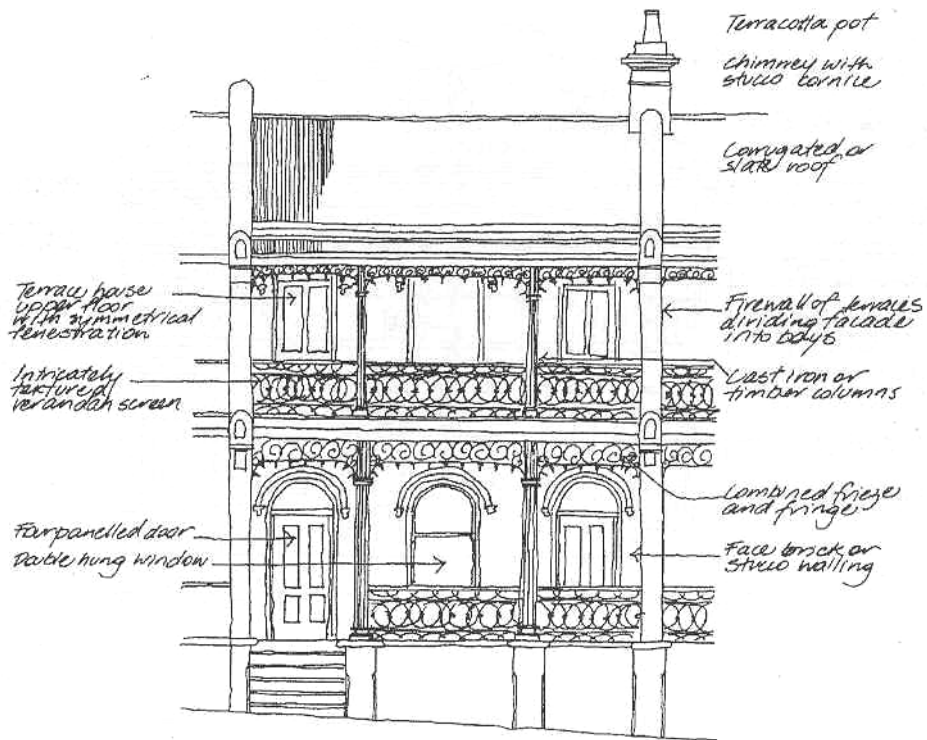 Terracotta pot
Chimney with
stucco cornice
Corrugated or
slate roof
Terrace house
upper floor
with symmetrical
fenestration
Intricately
textured
verandah screen
Firewall of terraces
dividing facade
into bays
Cast iron or
timber columns
Combined frieze
and fringe
Fourpanelled door
Double hung window
Face brick or
stucco walling